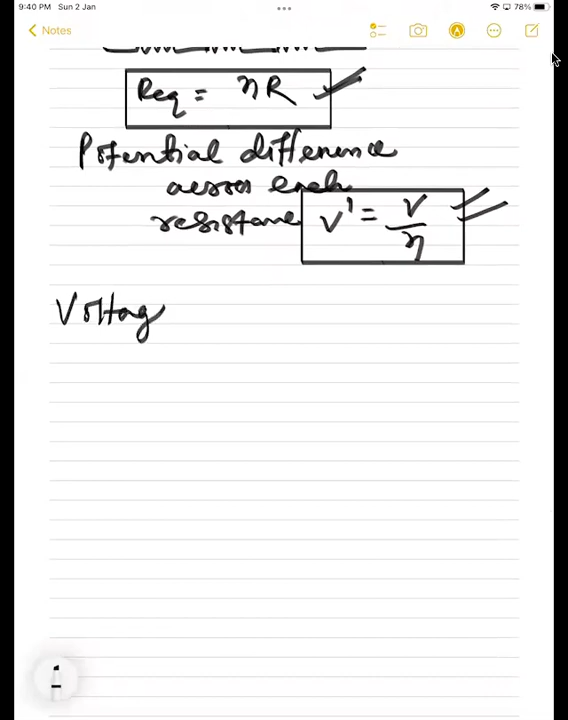 9:40 PM Sun 2 Jan
78%
Notes
Req = nR
Potential difference
across each
resistance V' = V/n
Voltag